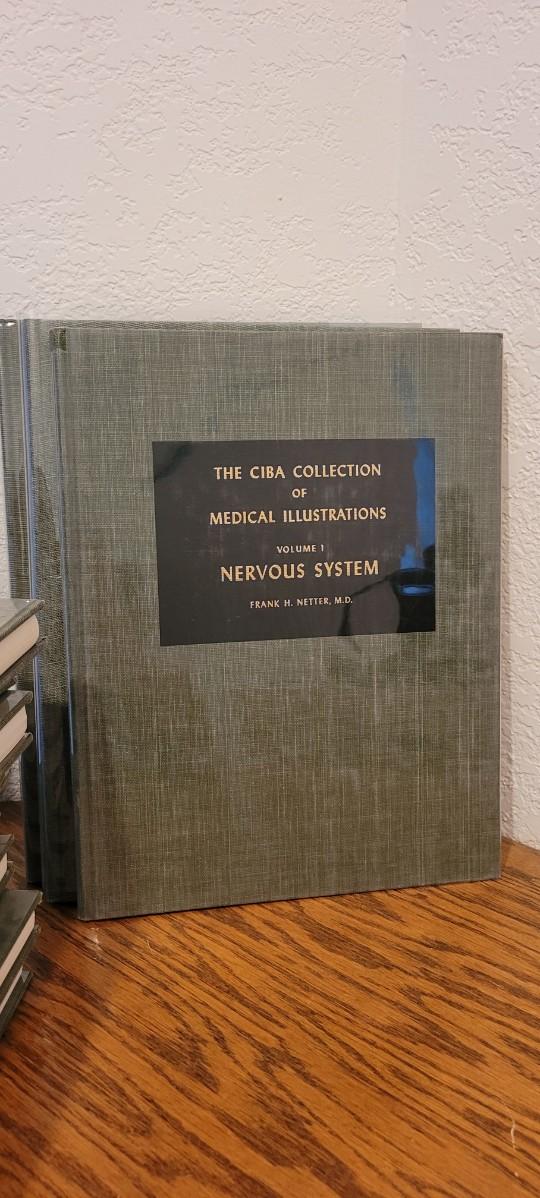 THE CIBA COLLECTION
OF
MEDICAL ILLUSTRATIONS
VOLUME 1
NERVOUS SYSTEM
FRANK H. NETTER, M.D.